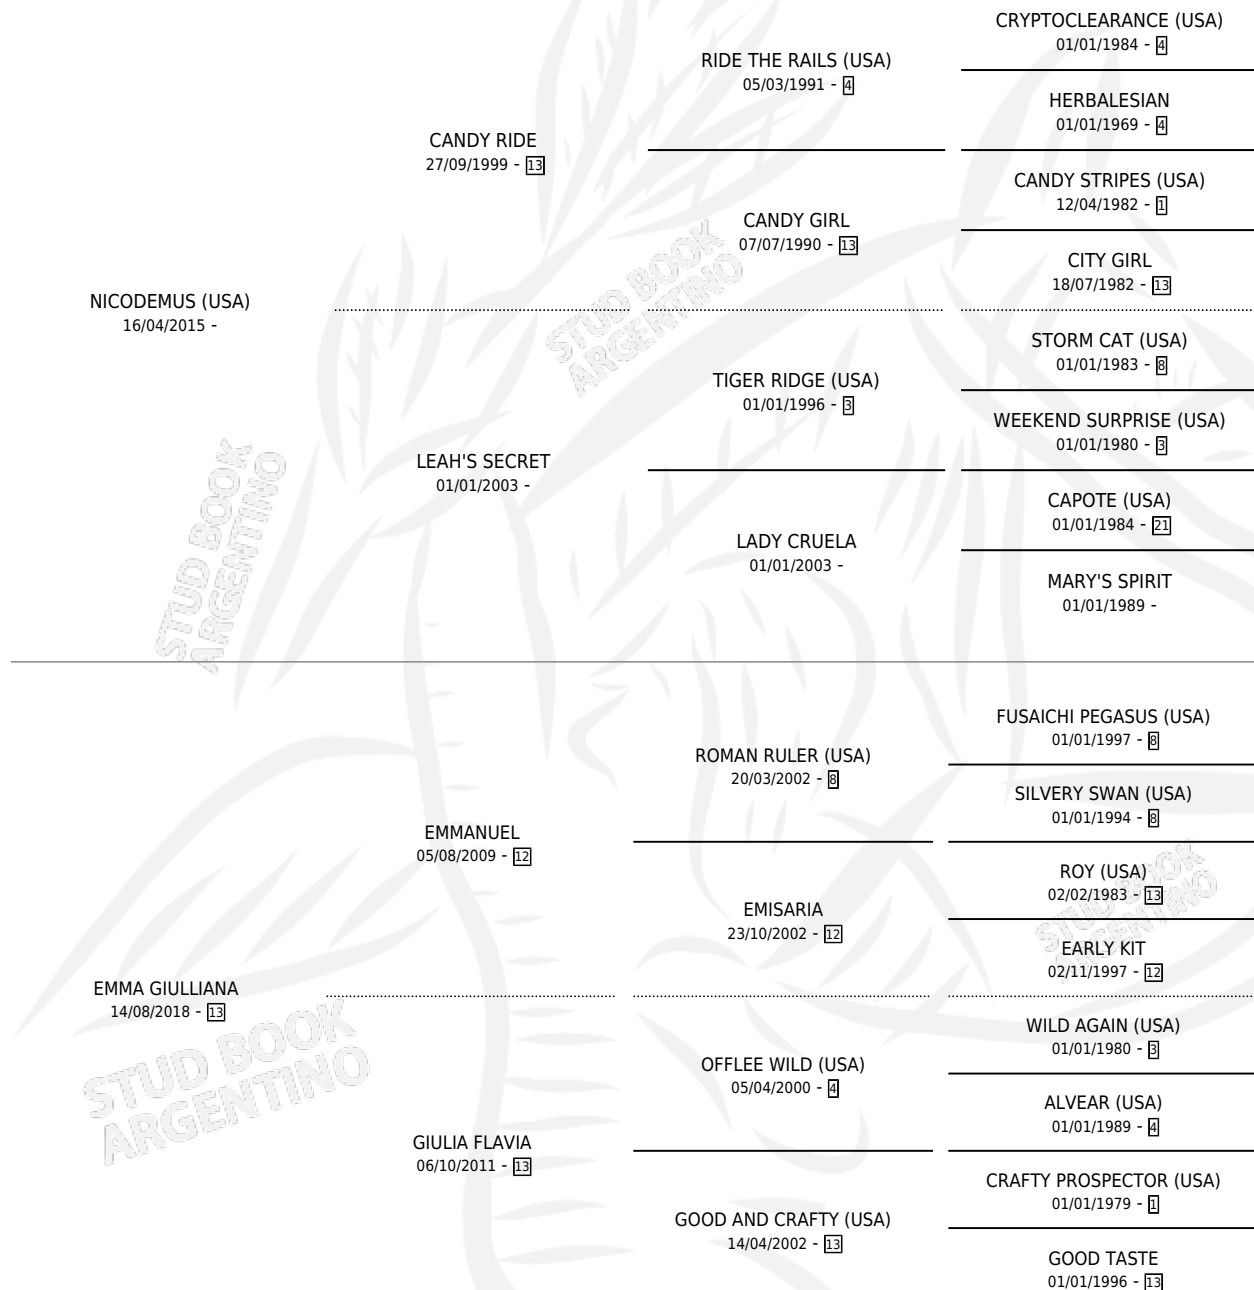 CRYPTOCLEARANCE (USA)
01/01/1984 - 4
RIDE THE RAILS (USA)
05/03/1991 - 4
HERBALESIAN
01/01/1969 - 4
CANDY RIDE
27/09/1999 - 13
CANDY STRIPES (USA)
12/04/1982 - 1
CANDY GIRL
07/07/1990 - 13
CITY GIRL
18/07/1982 - 13
NICODEMUS (USA)
16/04/2015 -
STORM CAT (USA)
01/01/1983 - 8
TIGER RIDGE (USA)
01/01/1996 - 3
WEEKEND SURPRISE (USA)
01/01/1980 - 3
LEAH'S SECRET
01/01/2003 -
CAPOTE (USA)
01/01/1984 - 21
LADY CRUELA
01/01/2003 -
MARY'S SPIRIT
01/01/1989 -
FUSAICHI PEGASUS (USA)
01/01/1997 - 8
ROMAN RULER (USA)
20/03/2002 - 8
SILVERY SWAN (USA)
01/01/1994 - 8
EMMANUEL
05/08/2009 - 12
ROY (USA)
02/02/1983 - 13
EMISARIA
23/10/2002 - 12
EARLY KIT
02/11/1997 - 12
EMMA GIULLIANA
14/08/2018 - 13
WILD AGAIN (USA)
01/01/1980 - 3
OFFLEE WILD (USA)
05/04/2000 - 4
ALVEAR (USA)
01/01/1989 - 4
GIULIA FLAVIA
06/10/2011 - 13
CRAFTY PROSPECTOR (USA)
01/01/1979 - 1
GOOD AND CRAFTY (USA)
14/04/2002 - 13
GOOD TASTE
01/01/1996 - 13
STUD BOOK
ARGENTINO
STUD BOOK
ARGENTINO
STUD BOOK
ARGENTINO
STUD BOOK
ARGENTINO